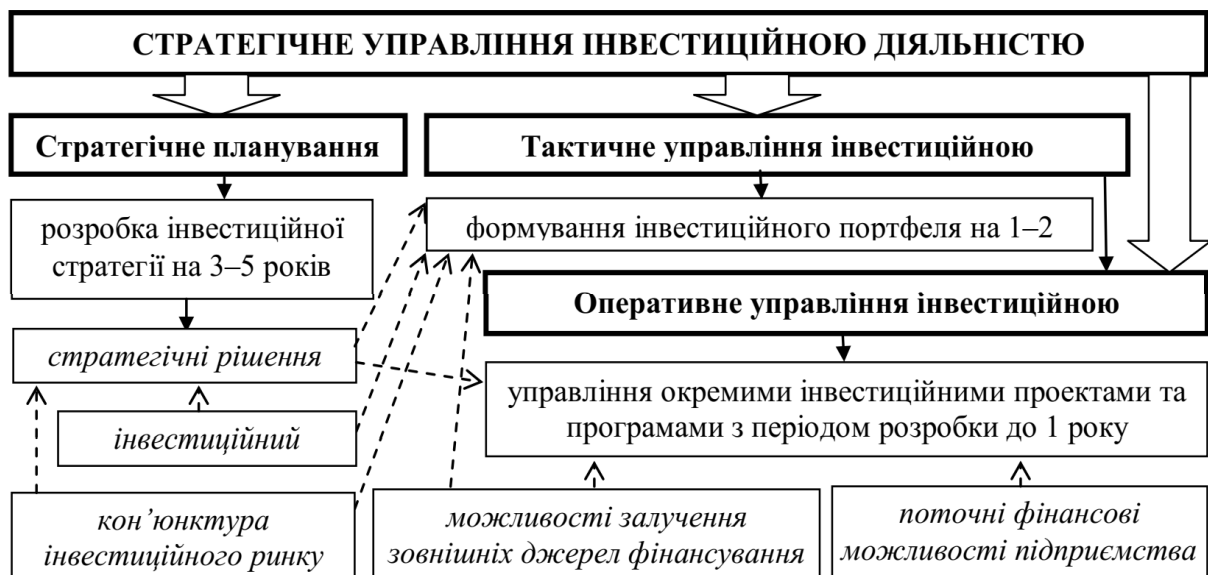 СТРАТЕГІЧНЕ УПРАВЛІННЯ ІНВЕСТИЦІЙНОЮ ДІЯЛЬНІСТЮ
Стратегічне планування
Тактичне управління інвестиційною
розробка інвестиційної
стратегії на 3–5 років
формування інвестиційного портфеля на 1–2
Оперативне управління інвестиційною
стратегічні рішення
управління окремими інвестиційними проектами та
програмами з періодом розробки до 1 року
інвестиційний
кон’юнктура
інвестиційного ринку
можливості залучення
зовнішніх джерел фінансування
поточні фінансові
можливості підприємства